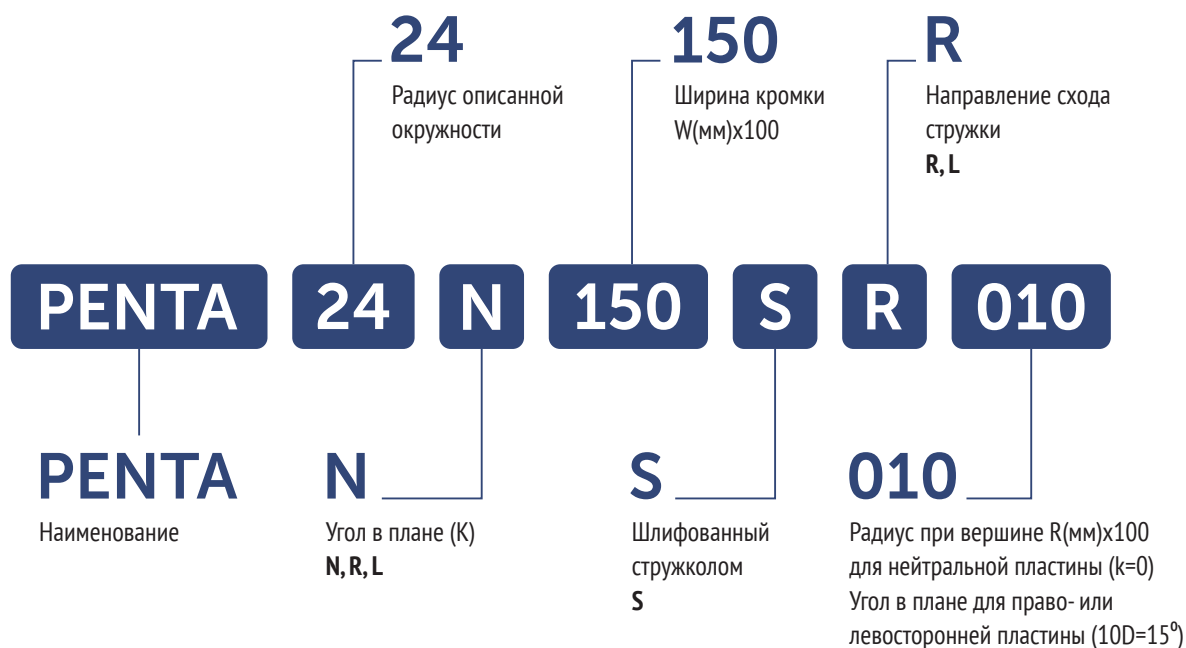 24
Радиус описанной
окружности
150
Ширина кромки
W(мм)x100
R
Направление схода
стружки
R, L
PENTA 24 N 150 S R 010
PENTA
Наименование
N
Угол в плане (К)
N, R, L
S
Шлифованный
стружколом
S
010
Радиус при вершине R(мм)x100
для нейтральной пластины (k=0)
Угол в плане для право- или
левосторонней пластины (10D=15⁰)